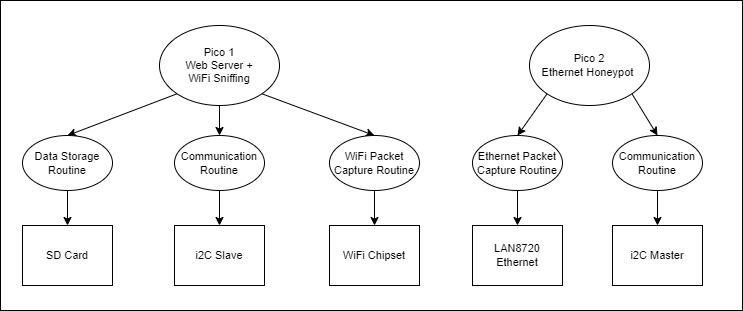 Pico 1
Web Server +
WiFi Sniffing
Pico 2
Ethernet Honeypot
Data Storage
Routine
Communication
Routine
WiFi Packet
Capture Routine
Ethernet Packet
Capture Routine
Communication
Routine
SD Card
i2C Slave
WiFi Chipset
LAN8720
Ethernet
i2C Master